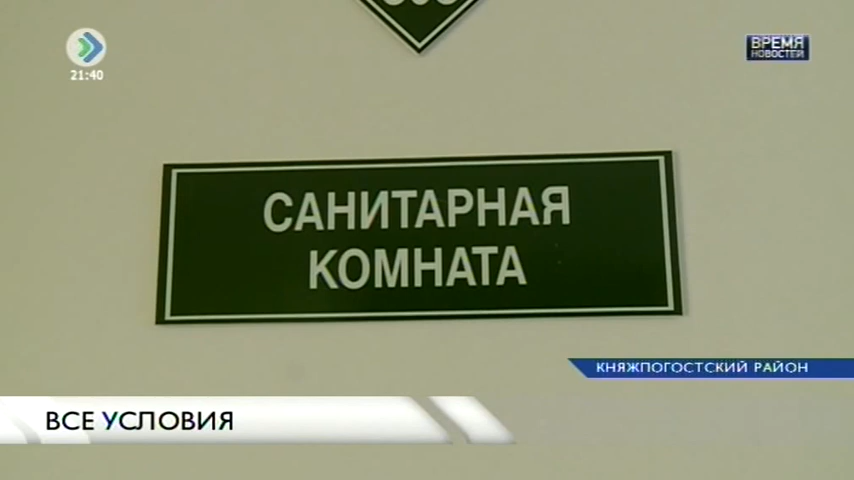 21:40
ВРЕМЯ
НОВОСТЕЙ
САНИТАРНАЯ
КОМНАТА
КНЯЖПОГОСТСКИЙ РАЙОН
ВСЕ УСЛОВИЯ